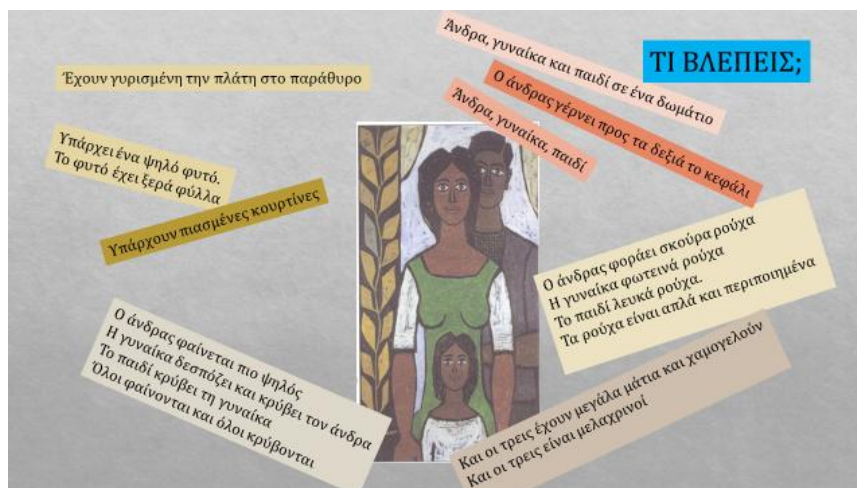 ΤΙ ΒΛΕΠΕΙΣ;
Έχουν γυρισμένη την πλάτη στο παράθυρο
Άνδρα, γυναίκα και παιδί σε ένα δωμάτιο
Ο άνδρας γέρνει προς τα δεξιά το κεφάλι
Άνδρα, γυναίκα, παιδί
Υπάρχει ένα ψηλό φυτό.
Το φυτό έχει ξερά φύλλα
Υπάρχουν πιασμένες κουρτίνες
Ο άνδρας φοράει σκούρα ρούχα
Η γυναίκα φωτεινά ρούχα
Το παιδί λευκά ρούχα.
Τα ρούχα είναι απλά και περιποιημένα
Ο άνδρας φαίνεται πιο ψηλός
Η γυναίκα δεσπόζει και κρύβει τον άνδρα
Το παιδί κρύβει τη γυναίκα
Όλοι φαίνονται και όλοι κρύβονται
Και οι τρεις έχουν μεγάλα μάτια και χαμογελούν
Και οι τρεις είναι μελαχρινοί